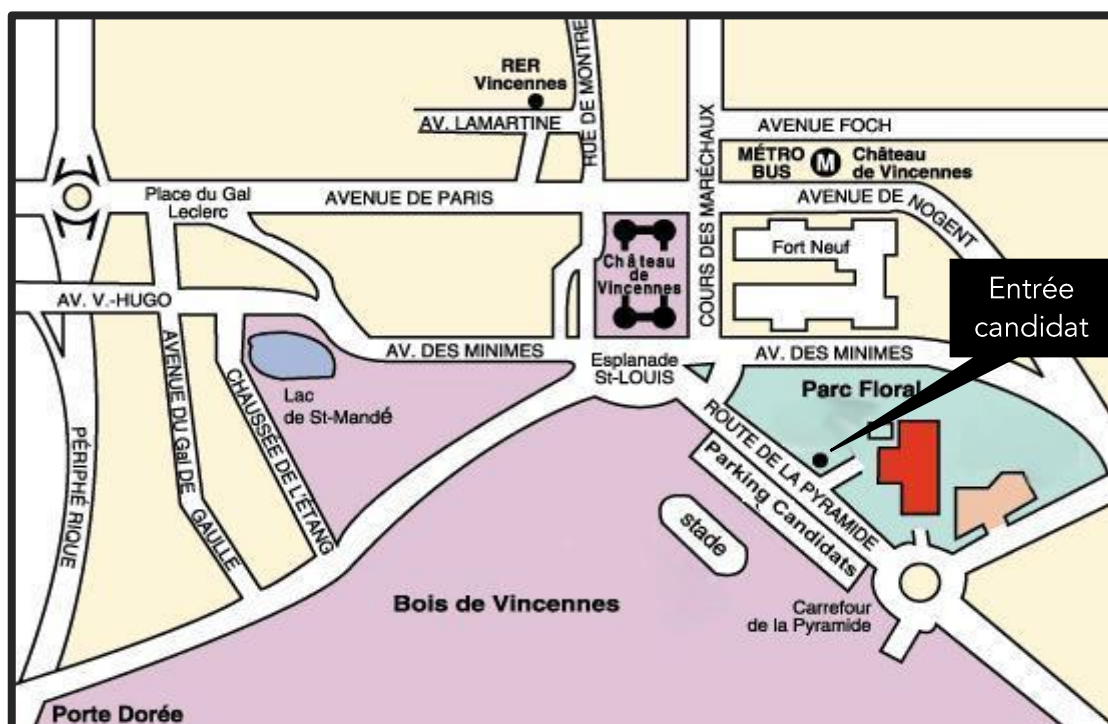 RER
Vincennes
AV. LAMARTINE
RUE DE MONTRE
COURS DES MARÉCHAUX
AVENUE FOCH
MÉTRO
BUS
M
Château
de Vincennes
Place du Gal
Leclerc
AVENUE DE PARIS
AVENUE DE NOGENT
Fort Neuf
Château
de
Vincennes
Entrée
candidat
AV. V.-HUGO
AV. DES MINIMES
Esplanade
St-LOUIS
AV. DES MINIMES
Parc Floral
Lac
de St-Mandé
AVENUE DU Gal DE GAULLE
CHAUSSÉE DE L'ÉTANG
PÉRIPHÉ RIQUE
ROUTE DE LA PYRAMIDE
Parking Candidats
stade
Bois de Vincennes
Carrefour
de la Pyramide
Porte Dorée